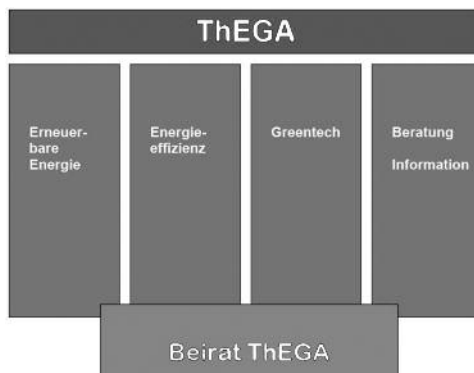 ThEGA
Erneuer-
bare
Energie
Energie-
effizienz
Greentech
Beratung
Information
Beirat ThEGA